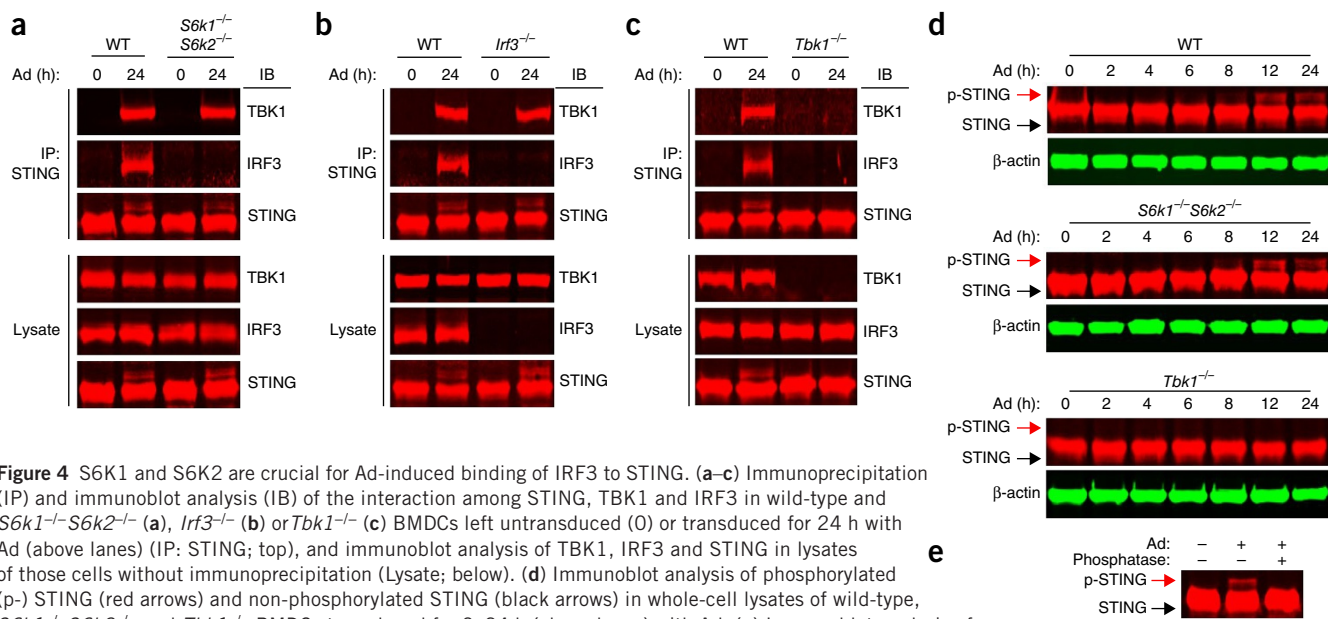 a
WT S6k1–/– S6k2–/–
Ad (h): 0 24 0 24 IB
IP: STING
TBK1
IRF3
STING
Lysate
TBK1
IRF3
STING
b
WT Irf3–/–
Ad (h): 0 24 0 24 IB
IP: STING
TBK1
IRF3
STING
Lysate
TBK1
IRF3
STING
c
WT Tbk1–/–
Ad (h): 0 24 0 24 IB
IP: STING
TBK1
IRF3
STING
Lysate
TBK1
IRF3
STING
d
WT
Ad (h): 0 2 4 6 8 12 24
p-STING
STING
β-actin
S6k1–/–S6k2–/–
Ad (h): 0 2 4 6 8 12 24
p-STING
STING
β-actin
Tbk1–/–
Ad (h): 0 2 4 6 8 12 24
p-STING
STING
β-actin
e
Ad: – + +
Phosphatase: – – +
p-STING
STING
Figure 4 S6K1 and S6K2 are crucial for Ad-induced binding of IRF3 to STING. (a–c) Immunoprecipitation
(IP) and immunoblot analysis (IB) of the interaction among STING, TBK1 and IRF3 in wild-type and
S6k1–/–S6k2–/– (a), Irf3–/– (b) or Tbk1–/– (c) BMDCs left untransduced (0) or transduced for 24 h with
Ad (above lanes) (IP: STING; top), and immunoblot analysis of TBK1, IRF3 and STING in lysates
of those cells without immunoprecipitation (Lysate; below). (d) Immunoblot analysis of phosphorylated
(p-) STING (red arrows) and non-phosphorylated STING (black arrows) in whole-cell lysates of wild-type,